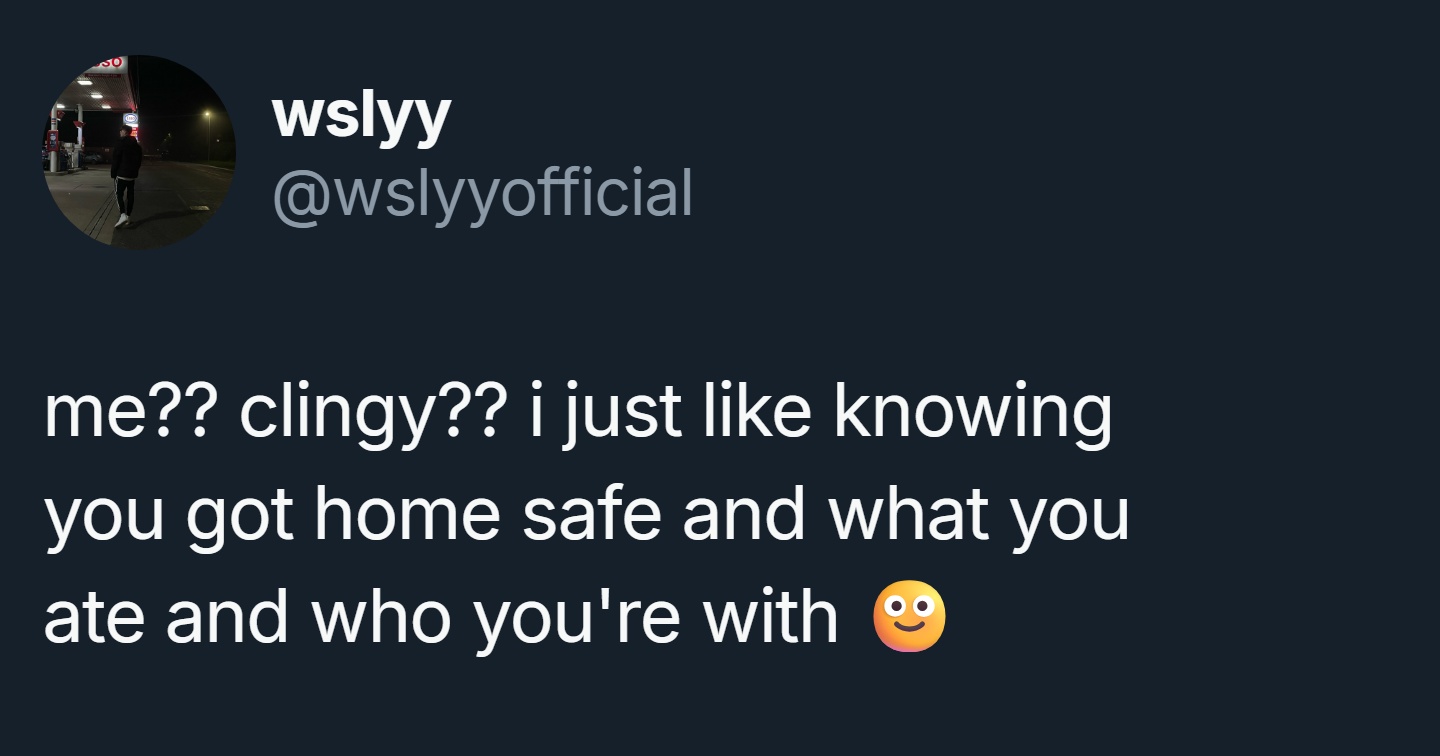 wslyy
@wslyyofficial
me?? clingy?? i just like knowing
you got home safe and what you
ate and who you're with 🙂